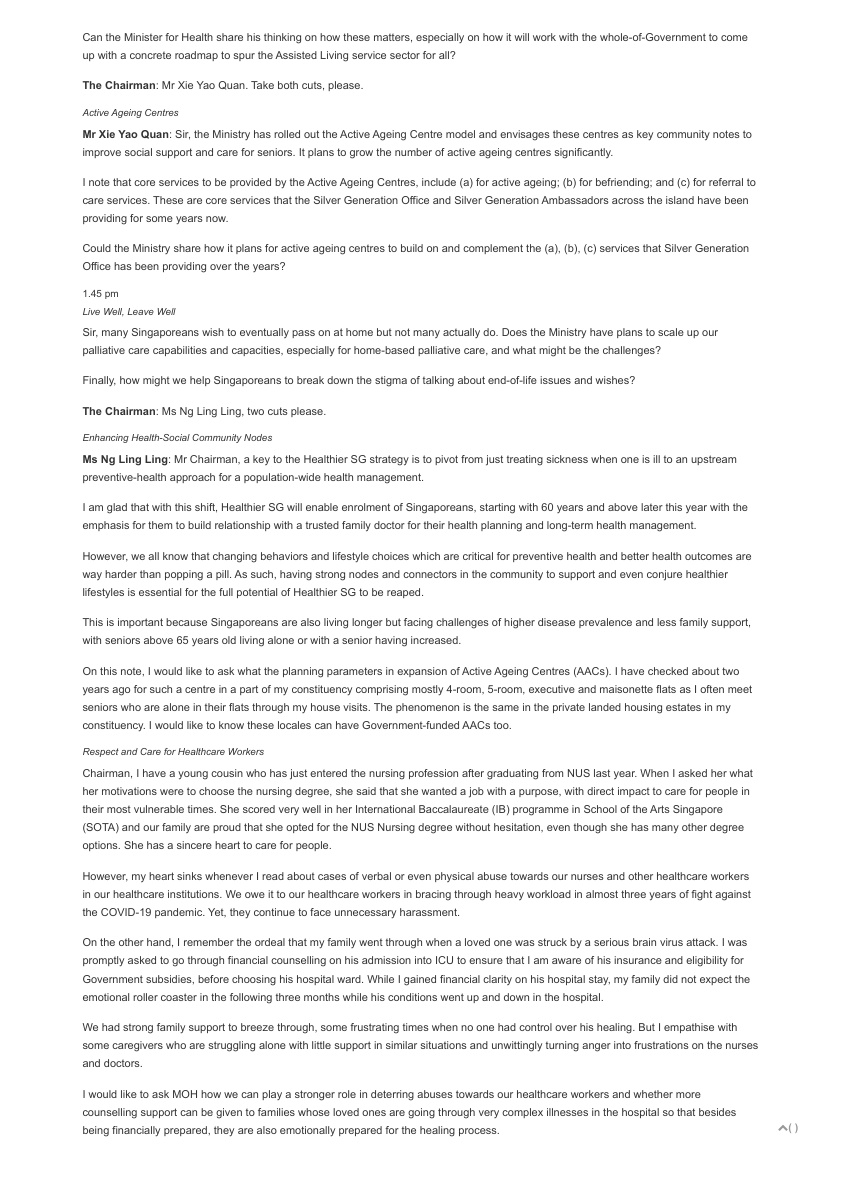 Can the Minister for Health share his thinking on how these matters, especially on how it will work with the whole-of-Government to come
up with a concrete roadmap to spur the Assisted Living service sector for all?
The Chairman: Mr Xie Yao Quan. Take both cuts, please.
Active Ageing Centres
Mr Xie Yao Quan: Sir, the Ministry has rolled out the Active Ageing Centre model and envisages these centres as key community notes to
improve social support and care for seniors. It plans to grow the number of active ageing centres significantly.
I note that core services to be provided by the Active Ageing Centres, include (a) for active ageing; (b) for befriending; and (c) for referral to
care services. These are core services that the Silver Generation Office and Silver Generation Ambassadors across the island have been
providing for some years now.
Could the Ministry share how it plans for active ageing centres to build on and complement the (a), (b), (c) services that Silver Generation
Office has been providing over the years?
1.45 pm
Live Well, Leave Well
Sir, many Singaporeans wish to eventually pass on at home but not many actually do. Does the Ministry have plans to scale up our
palliative care capabilities and capacities, especially for home-based palliative care, and what might be the challenges?
Finally, how might we help Singaporeans to break down the stigma of talking about end-of-life issues and wishes?
The Chairman: Ms Ng Ling Ling, two cuts please.
Enhancing Health-Social Community Nodes
Ms Ng Ling Ling: Mr Chairman, a key to the Healthier SG strategy is to pivot from just treating sickness when one is ill to an upstream
preventive-health approach for a population-wide health management.
I am glad that with this shift, Healthier SG will enable enrolment of Singaporeans, starting with 60 years and above later this year with the
emphasis for them to build relationship with a trusted family doctor for their health planning and long-term health management.
However, we all know that changing behaviors and lifestyle choices which are critical for preventive health and better health outcomes are
way harder than popping a pill. As such, having strong nodes and connectors in the community to support and even conjure healthier
lifestyles is essential for the full potential of Healthier SG to be reaped.
This is important because Singaporeans are also living longer but facing challenges of higher disease prevalence and less family support,
with seniors above 65 years old living alone or with a senior having increased.
On this note, I would like to ask what the planning parameters in expansion of Active Ageing Centres (AACs). I have checked about two
years ago for such a centre in a part of my constituency comprising mostly 4-room, 5-room, executive and maisonette flats as I often meet
seniors who are alone in their flats through my house visits. The phenomenon is the same in the private landed housing estates in my
constituency. I would like to know these locales can have Government-funded AACs too.
Respect and Care for Healthcare Workers
Chairman, I have a young cousin who has just entered the nursing profession after graduating from NUS last year. When I asked her what
her motivations were to choose the nursing degree, she said that she wanted a job with a purpose, with direct impact to care for people in
their most vulnerable times. She scored very well in her International Baccalaureate (IB) programme in School of the Arts Singapore
(SOTA) and our family are proud that she opted for the NUS Nursing degree without hesitation, even though she has many other degree
options. She has a sincere heart to care for people.
However, my heart sinks whenever I read about cases of verbal or even physical abuse towards our nurses and other healthcare workers
in our healthcare institutions. We owe it to our healthcare workers in bracing through heavy workload in almost three years of fight against
the COVID-19 pandemic. Yet, they continue to face unnecessary harassment.
On the other hand, I remember the ordeal that my family went through when a loved one was struck by a serious brain virus attack. I was
promptly asked to go through financial counselling on his admission into ICU to ensure that I am aware of his insurance and eligibility for
Government subsidies, before choosing his hospital ward. While I gained financial clarity on his hospital stay, my family did not expect the
emotional roller coaster in the following three months while his conditions went up and down in the hospital.
We had strong family support to breeze through, some frustrating times when no one had control over his healing. But I empathise with
some caregivers who are struggling alone with little support in similar situations and unwittingly turning anger into frustrations on the nurses
and doctors.
I would like to ask MOH how we can play a stronger role in deterring abuses towards our healthcare workers and whether more
counselling support can be given to families whose loved ones are going through very complex illnesses in the hospital so that besides
being financially prepared, they are also emotionally prepared for the healing process.
( )